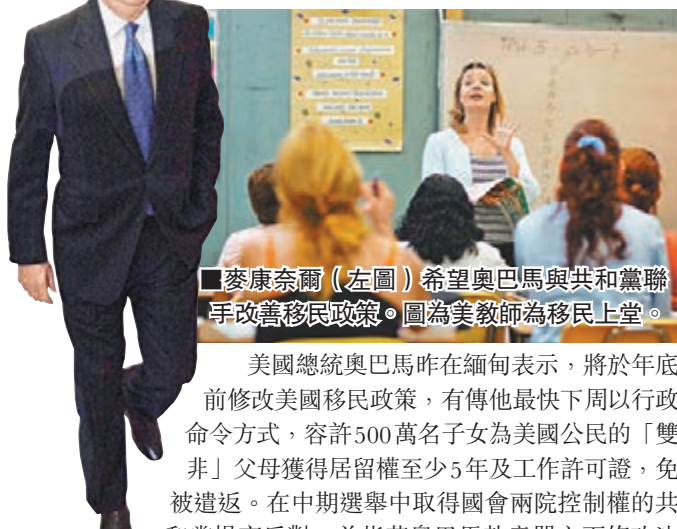 ■麥康奈爾（左圖）希望奧巴馬與共和黨聯
手改善移民政策。圖為美教師為移民上堂。
美國總統奧巴馬昨在緬甸表示，將於年底
前修改美國移民政策，有傳他最快下周以行政
命令方式，容許500萬名子女為美國公民的「雙
非」父母獲得居留權至少5年及工作許可證，免
被遣返。在中期選舉中取得國會兩院控制權的共